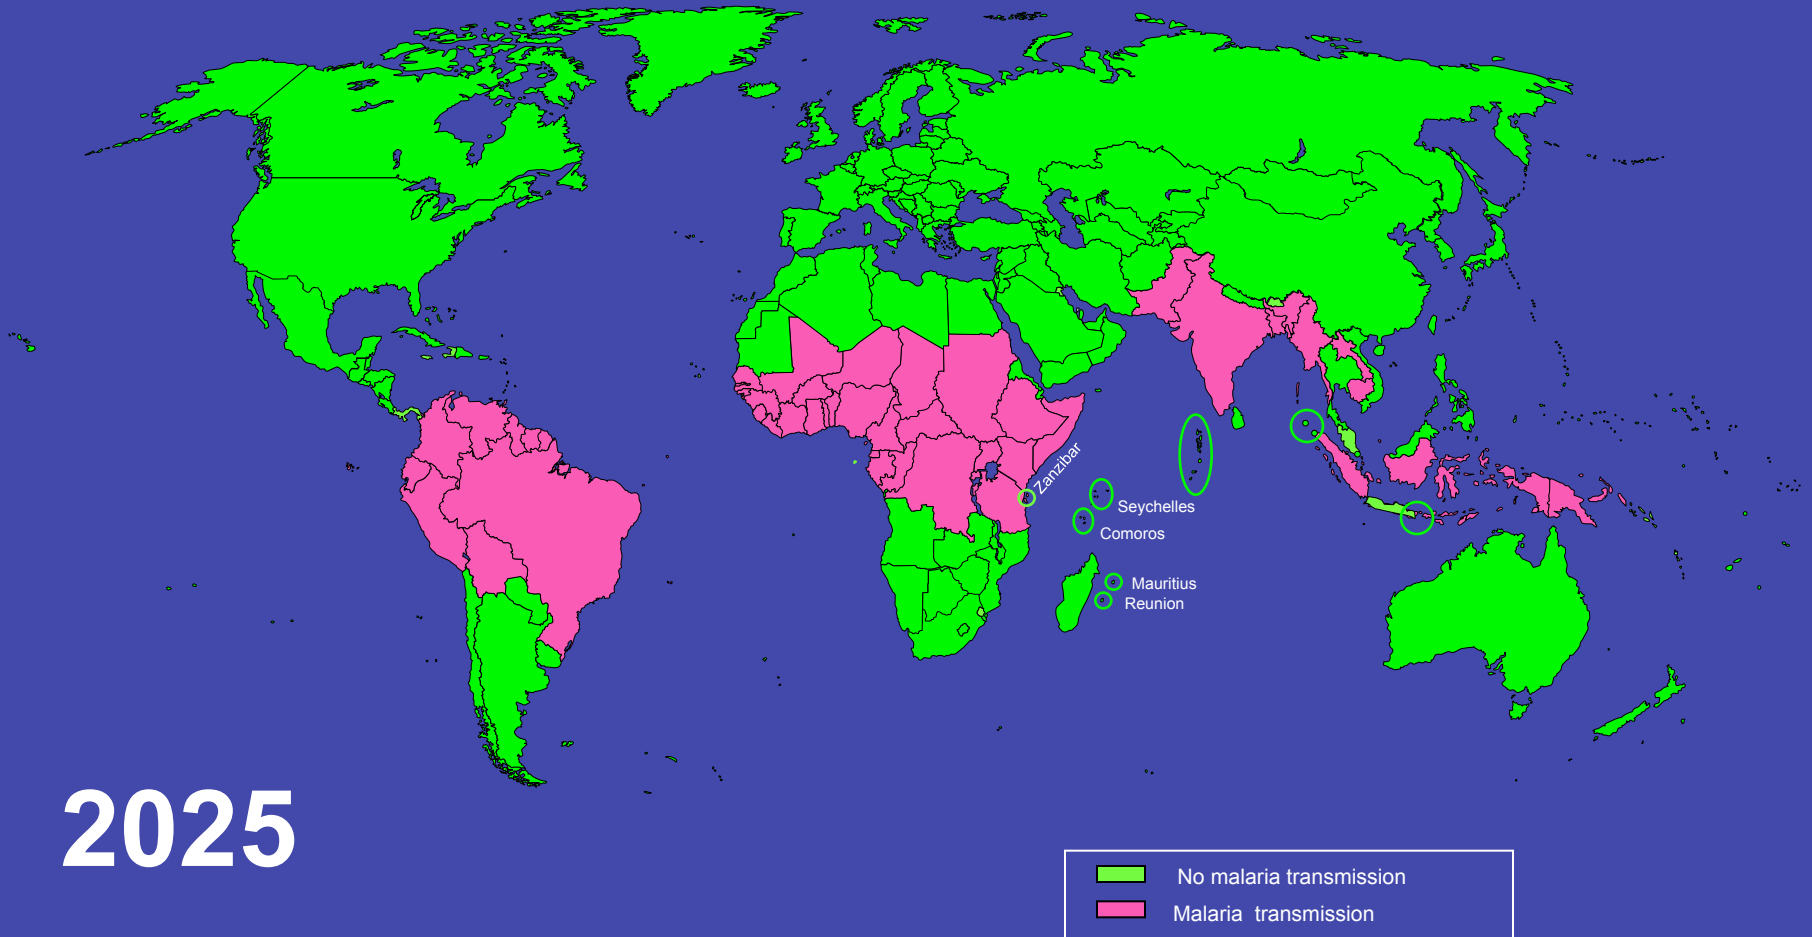 Zanzibar
Seychelles
Comoros
Mauritius
Reunion
2025
No malaria transmission
Malaria transmission